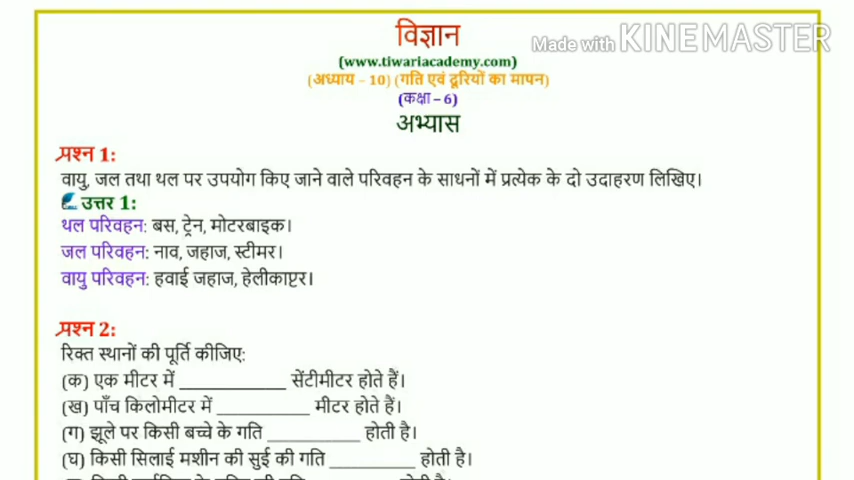 विज्ञान
Made with KINEMASTER
(www.tiwariacademy.com)
(अध्याय – 10) (गति एवं दूरियों का मापन)
(कक्षा – 6)
अभ्यास
प्रश्न 1:
वायु, जल तथा थल पर उपयोग किए जाने वाले परिवहन के साधनों में प्रत्येक के दो उदाहरण लिखिए।
उत्तर 1:
थल परिवहन: बस, ट्रेन, मोटरबाइक।
जल परिवहन: नाव, जहाज, स्टीमर।
वायु परिवहन: हवाई जहाज, हेलीकाप्टर।
प्रश्न 2:
रिक्त स्थानों की पूर्ति कीजिए:
(क) एक मीटर में ____________ सेंटीमीटर होते हैं।
(ख) पाँच किलोमीटर में __________ मीटर होते हैं।
(ग) झूले पर किसी बच्चे के गति __________ होती है।
(घ) किसी सिलाई मशीन की सुई की गति __________ होती है।